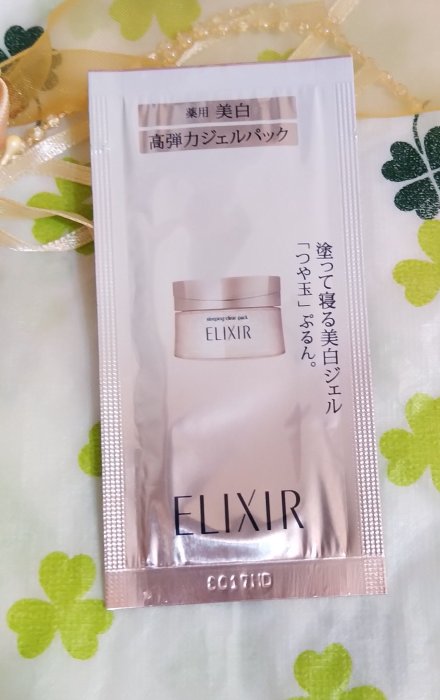 薬用 美白
高弾力ジェルパック
塗って寝る美白ジェル
「つや玉」ぷるん。
sleeping clear pack
ELIXIR
ELIXIR